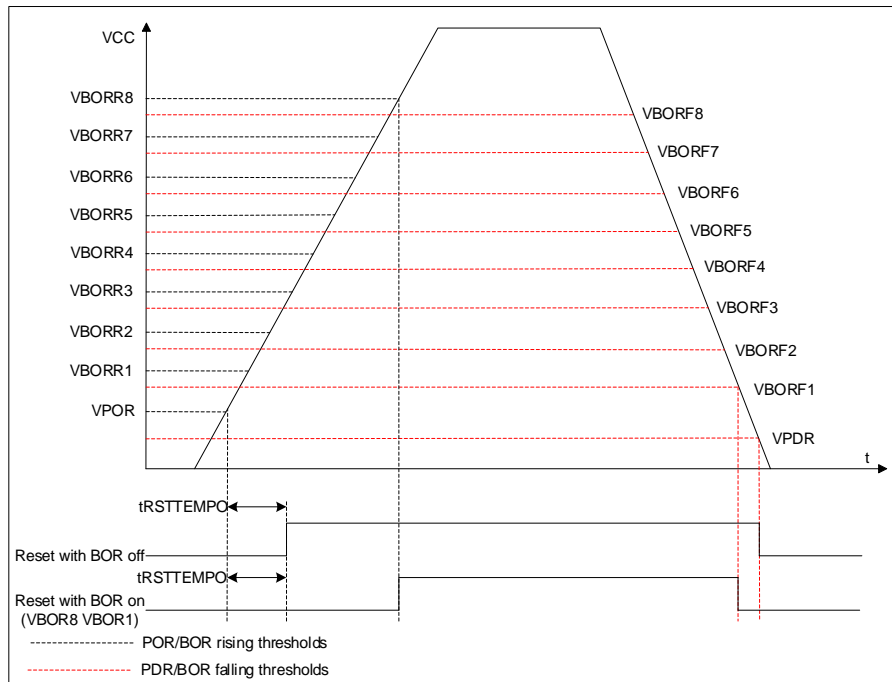 VCC
VBORR8
VBORF8
VBORR7
VBORF7
VBORR6
VBORF6
VBORR5
VBORF5
VBORR4
VBORF4
VBORR3
VBORF3
VBORR2
VBORF2
VBORR1
VBORF1
VPOR
VPDR
t
tRSTTEMPO
Reset with BOR off
tRSTTEMPO
Reset with BOR on
(VBOR8 VBOR1)
POR/BOR rising thresholds
PDR/BOR falling thresholds